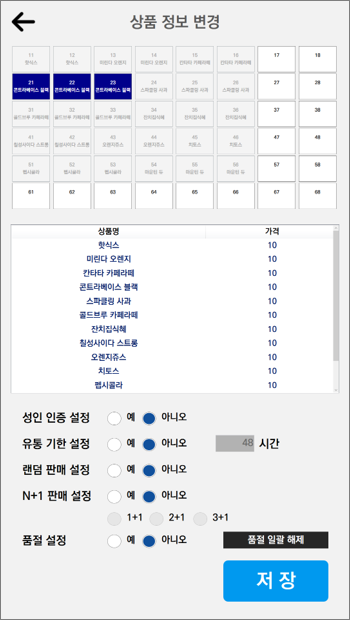 상품 정보 변경
11 12 13 14 15 16 17 18
핫식스 핫식스 미린다 오렌지 미린다 오렌지 칸타타 카페라떼 칸타타 카페라떼
21 22 23 24 25 26 27 28
콘트라베이스 블랙 콘트라베이스 블랙 콘트라베이스 블랙 스파클링 사과 스파클링 사과 스파클링 사과
31 32 33 34 35 36 37 38
골드브루 카페라떼 골드브루 카페라떼 골드브루 카페라떼 잔치집식혜 잔치집식혜 잔치집식혜
41 42 43 44 45 46 47 48
칠성사이다 스트롱 칠성사이다 스트롱 오렌지쥬스 오렌지쥬스 치토스 치토스
51 52 53 54 55 56 57 58
펩시콜라 펩시콜라 펩시콜라
61 62 63 64 65 66 67 68
상품명 가격
핫식스 10
미린다 오렌지 10
칸타타 카페라떼 10
콘트라베이스 블랙 10
스파클링 사과 10
골드브루 카페라떼 10
잔치집식혜 10
칠성사이다 스트롱 10
오렌지쥬스 10
치토스 10
펩시콜라 10
성인 인증 설정 예 아니오
유통 기한 설정 예 아니오 48 시간
랜덤 판매 설정 예 아니오
N+1 판매 설정 예 아니오
1+1 2+1 3+1
품절 설정 예 아니오 품절 일괄 해제
저 장